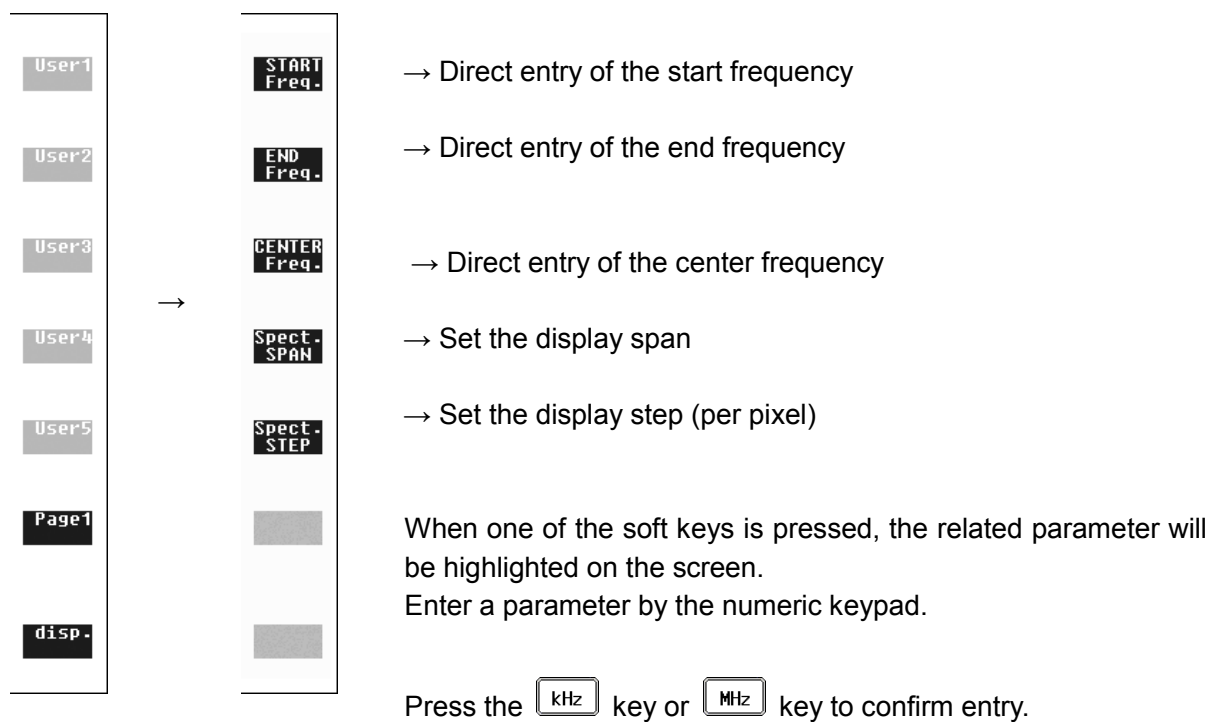 User1
User2
User3
User4
User5
Page1
disp.
→
START
Freq.
→ Direct entry of the start frequency
END
Freq.
→ Direct entry of the end frequency
CENTER
Freq.
→ Direct entry of the center frequency
Spect.
SPAN
→ Set the display span
Spect.
STEP
→ Set the display step (per pixel)
When one of the soft keys is pressed, the related parameter will
be highlighted on the screen.
Enter a parameter by the numeric keypad.
Press the kHz key or MHz key to confirm entry.